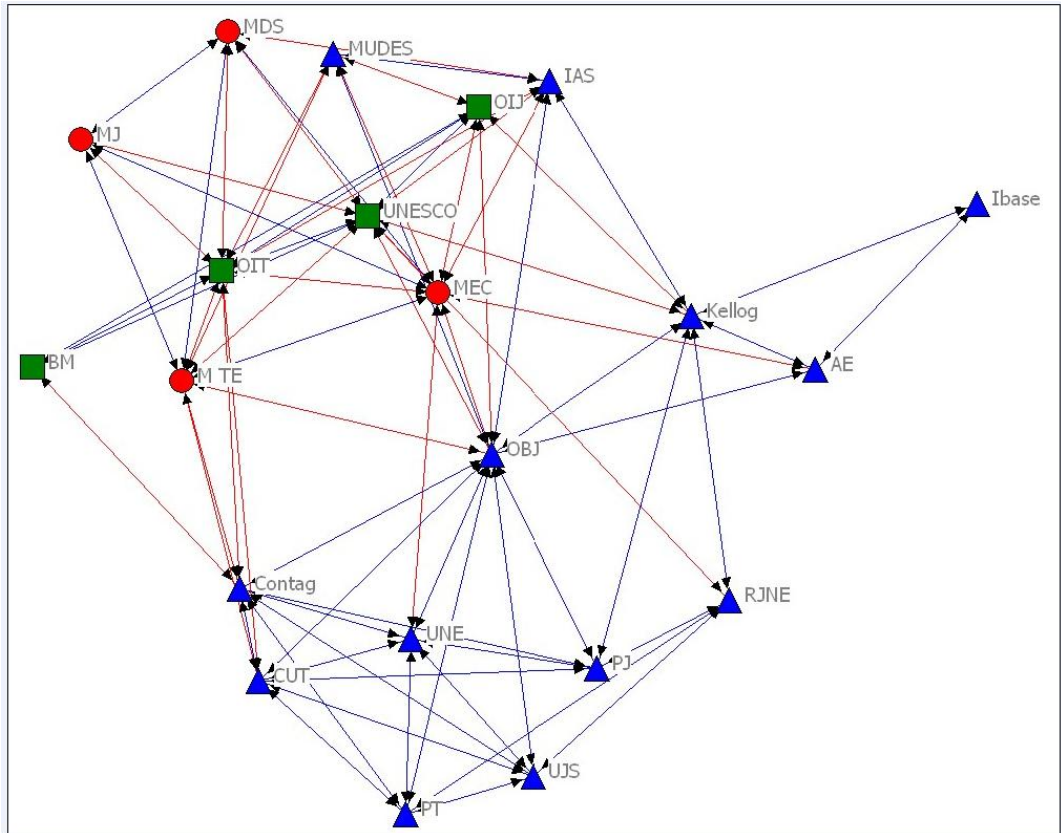 MDS
MUDES
IAS
OIJ
MJ
Ibase
UNESCO
OIT
MEC
Kellog
BM
M TE
AE
OBJ
Contag
RJNE
UNE
PJ
CUT
UJS
PT